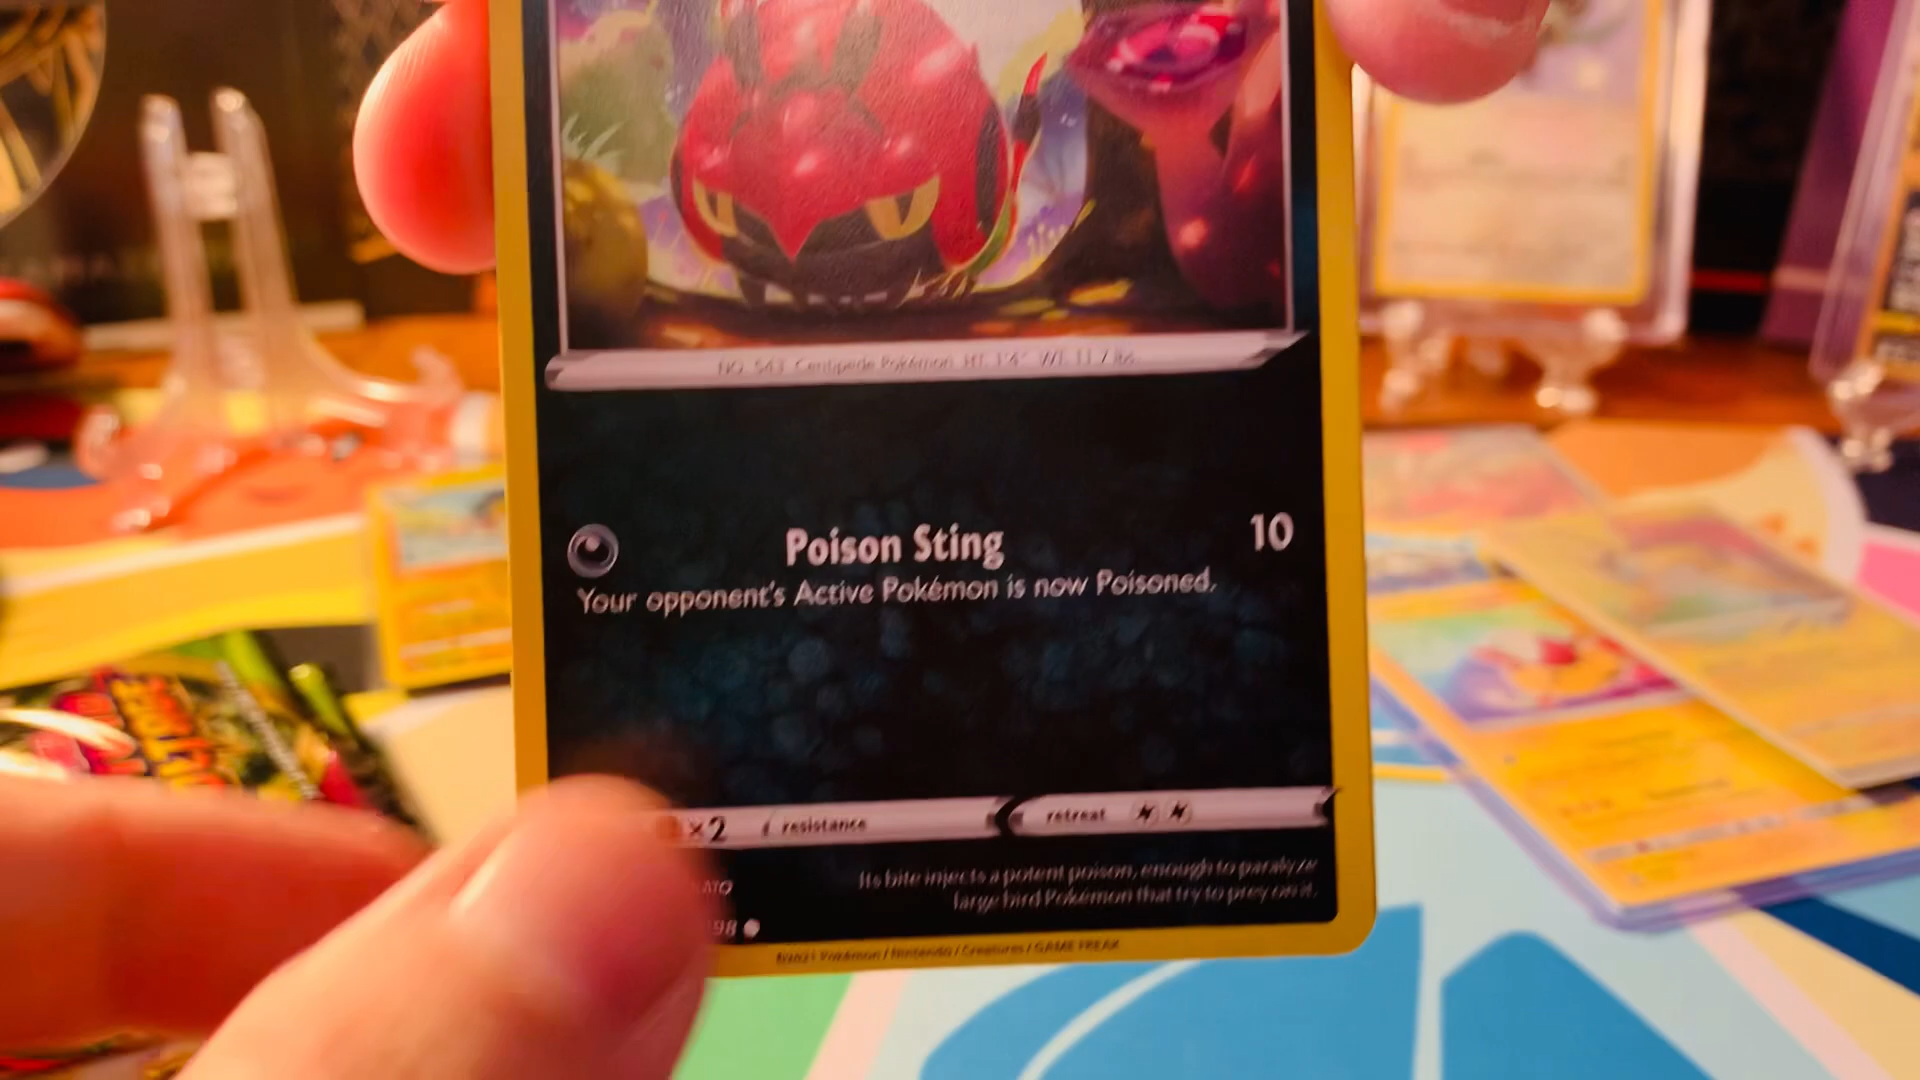 NO. 543 Centipede Pokémon HT: 1'4" WT: 11.7 lbs.
Poison Sting 10
Your opponent's Active Pokémon is now Poisoned.
×2 resistance retreat
Its bite injects a potent poison, enough to paralyze
large bird Pokémon that try to prey on it.
98
©2021 Pokémon / Nintendo / Creatures / GAME FREAK